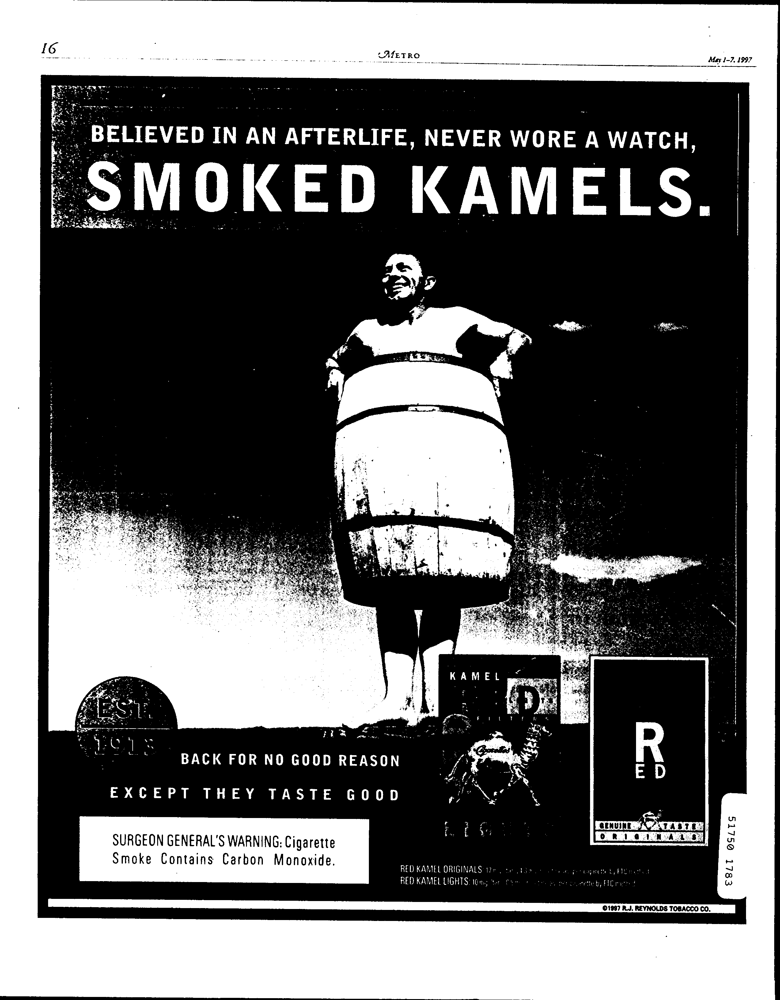 16
METRO
May 1-7, 1997
BELIEVED IN AN AFTERLIFE, NEVER WORE A WATCH,
SMOKED KAMELS.
KAMEL
EST.
1913
BACK FOR NO GOOD REASON
EXCEPT THEY TASTE GOOD
R
ED
GENUINE TASTE
ORIGINALS
LIGHTS
SURGEON GENERAL'S WARNING: Cigarette
Smoke Contains Carbon Monoxide.
RED KAMEL ORIGINALS
RED KAMEL LIGHTS:
51750 1783
©1997 R.J. REYNOLDS TOBACCO CO.